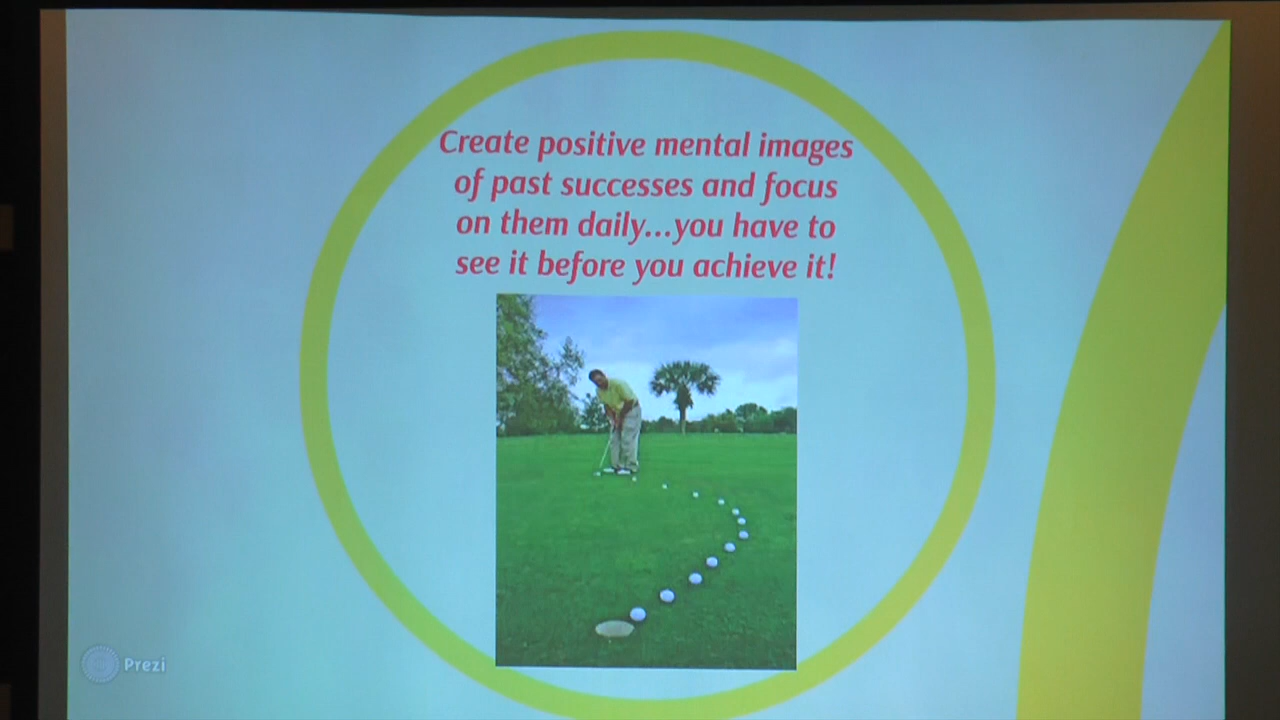 Create positive mental images
of past successes and focus
on them daily...you have to
see it before you achieve it!
Prezi